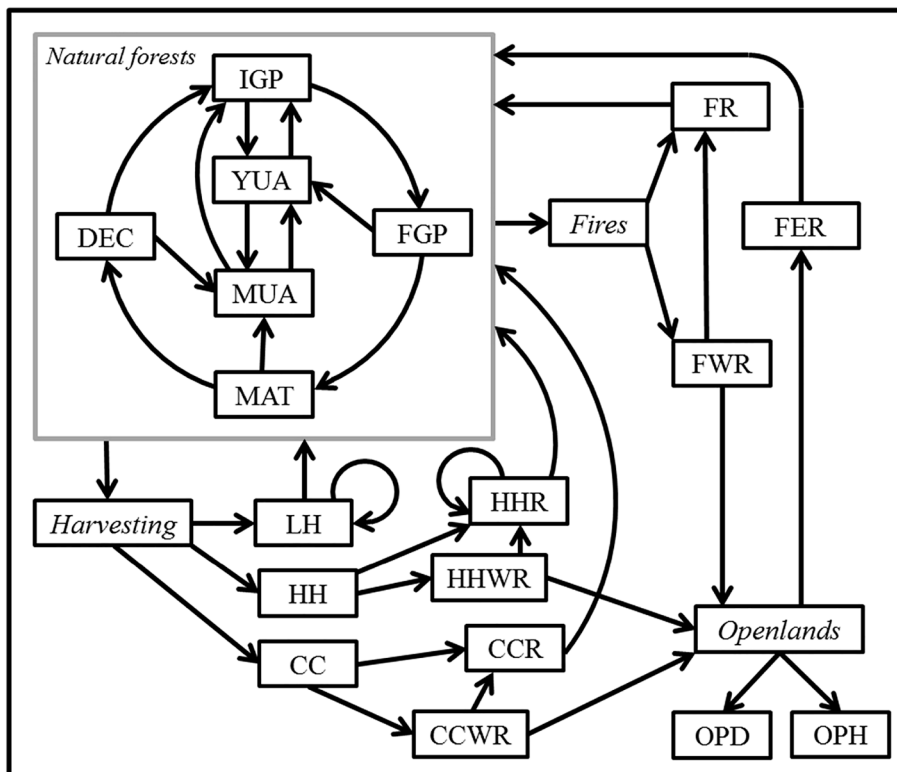 Natural forests
IGP
FR
YUA
DEC
FGP
Fires
FER
MUA
FWR
MAT
HHR
Harvesting
LH
HHWR
HH
Openlands
CCR
CC
CCWR
OPD
OPH